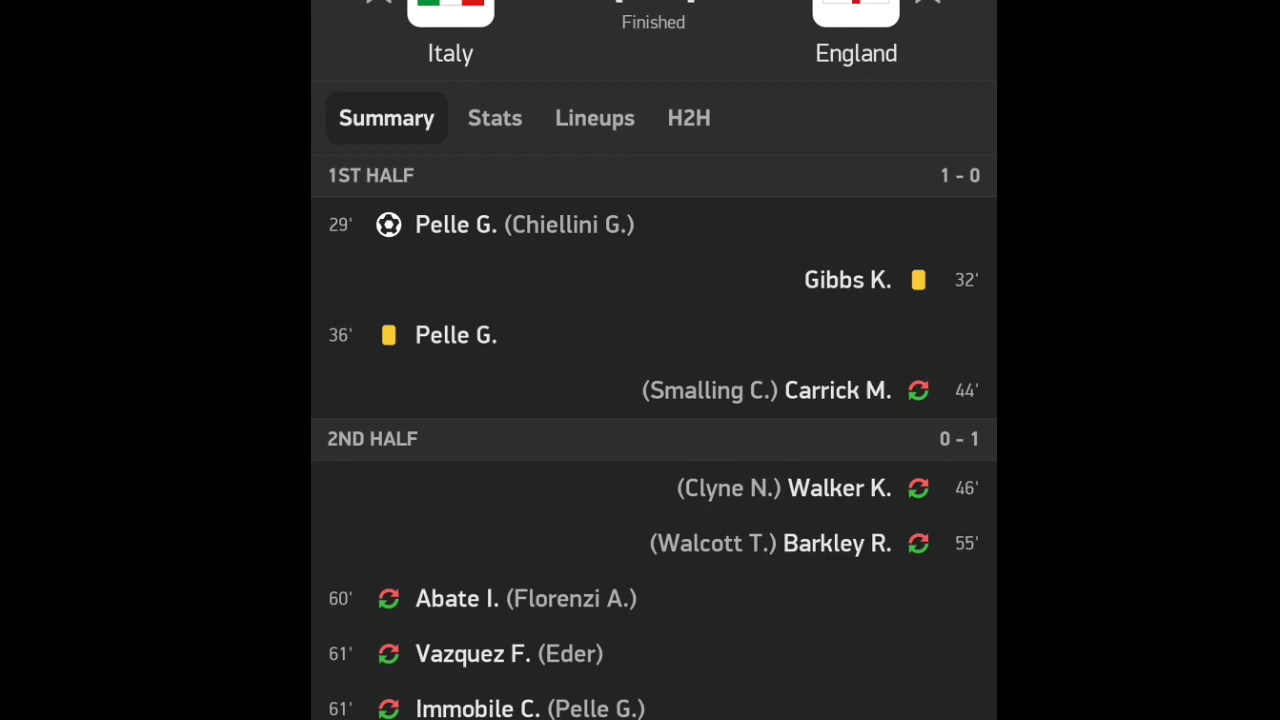 Finished
Italy England
Summary Stats Lineups H2H
1ST HALF 1 - 0
29' Pelle G. (Chiellini G.)
Gibbs K. 32'
36' Pelle G.
(Smalling C.) Carrick M. 44'
2ND HALF 0 - 1
(Clyne N.) Walker K. 46'
(Walcott T.) Barkley R. 55'
60' Abate I. (Florenzi A.)
61' Vazquez F. (Eder)
61' Immobile C. (Pelle G.)